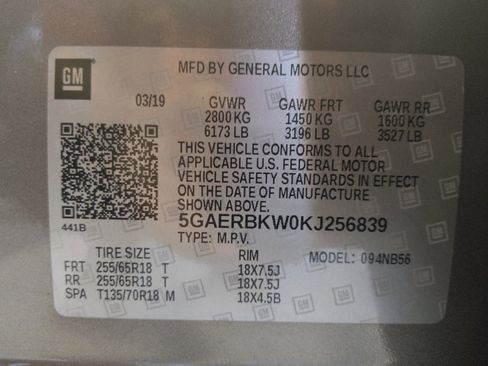 GM
MFD BY GENERAL MOTORS LLC
03/19 GVWR GAWR FRT GAWR RR
2800 KG 1450 KG 1600 KG
6173 LB 3196 LB 3527 LB
THIS VEHICLE CONFORMS TO ALL
APPLICABLE U.S. FEDERAL MOTOR
VEHICLE SAFETY STANDARDS IN EFFECT
ON THE DATE OF MANUFACTURE
SHOWN ABOVE.
441B 5GAERBKW0KJ256839
TYPE: M.P.V.
TIRE SIZE RIM MODEL: 094NB56
FRT 255/65R18 T 18X7.5J
RR 255/65R18 T 18X7.5J
SPA T135/70R18 M 18X4.5B